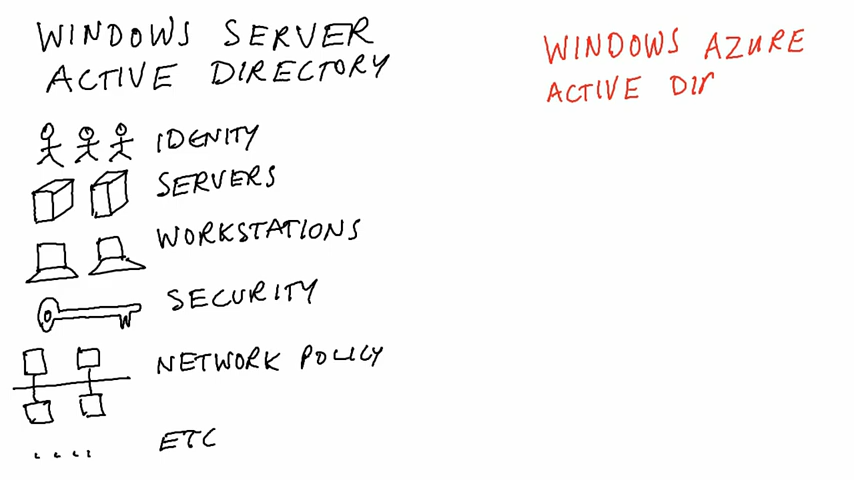 WINDOWS SERVER
ACTIVE DIRECTORY
IDENITY
SERVERS
WORKSTATIONS
SECURITY
NETWORK POLICY
.... ETC
WINDOWS AZURE
ACTIVE DIR